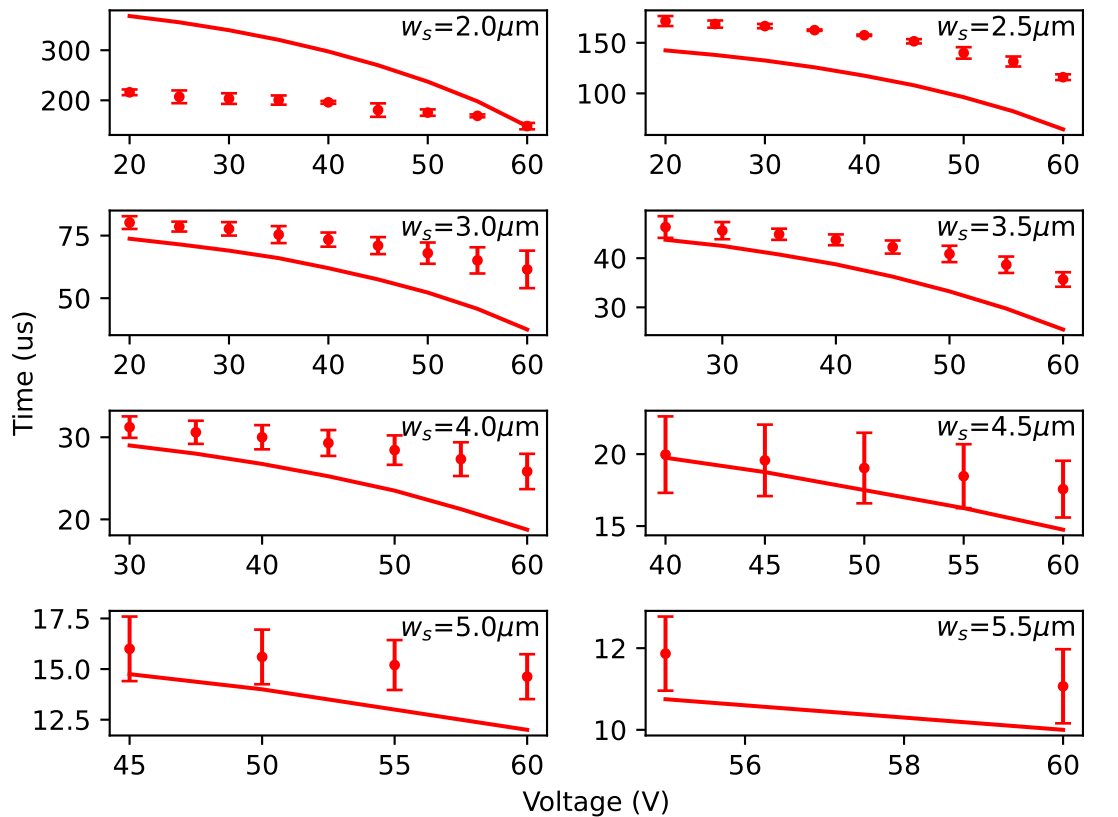 w_s=2.0μm
300
200
20 30 40 50 60
w_s=2.5μm
150
100
20 30 40 50 60
w_s=3.0μm
75
50
20 30 40 50 60
w_s=3.5μm
40
30
30 40 50 60
Time (us)
w_s=4.0μm
30
20
30 40 50 60
w_s=4.5μm
20
15
40 45 50 55 60
w_s=5.0μm
17.5
15.0
12.5
45 50 55 60
w_s=5.5μm
12
10
56 58 60
Voltage (V)